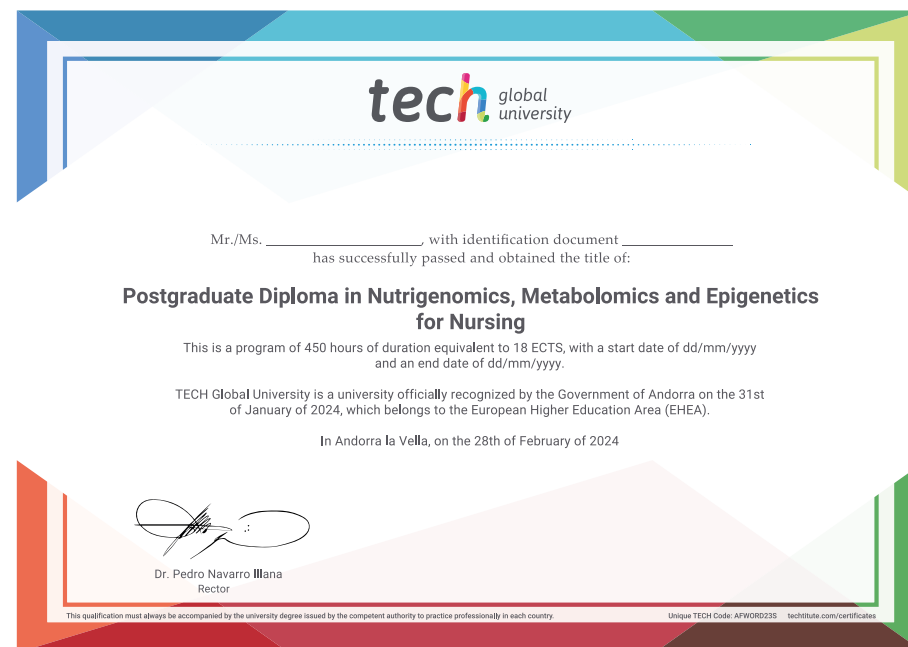 tech global
university
Mr./Ms. ____________________, with identification document ______________
has successfully passed and obtained the title of:
Postgraduate Diploma in Nutrigenomics, Metabolomics and Epigenetics
for Nursing
This is a program of 450 hours of duration equivalent to 18 ECTS, with a start date of dd/mm/yyyy
and an end date of dd/mm/yyyy.
TECH Global University is a university officially recognized by the Government of Andorra on the 31st
of January of 2024, which belongs to the European Higher Education Area (EHEA).
In Andorra la Vella, on the 28th of February of 2024
Dr. Pedro Navarro Illana
Rector
This qualification must always be accompanied by the university degree issued by the competent authority to practice professionally in each country.
Unique TECH Code: AFWORD23S techtitute.com/certificates